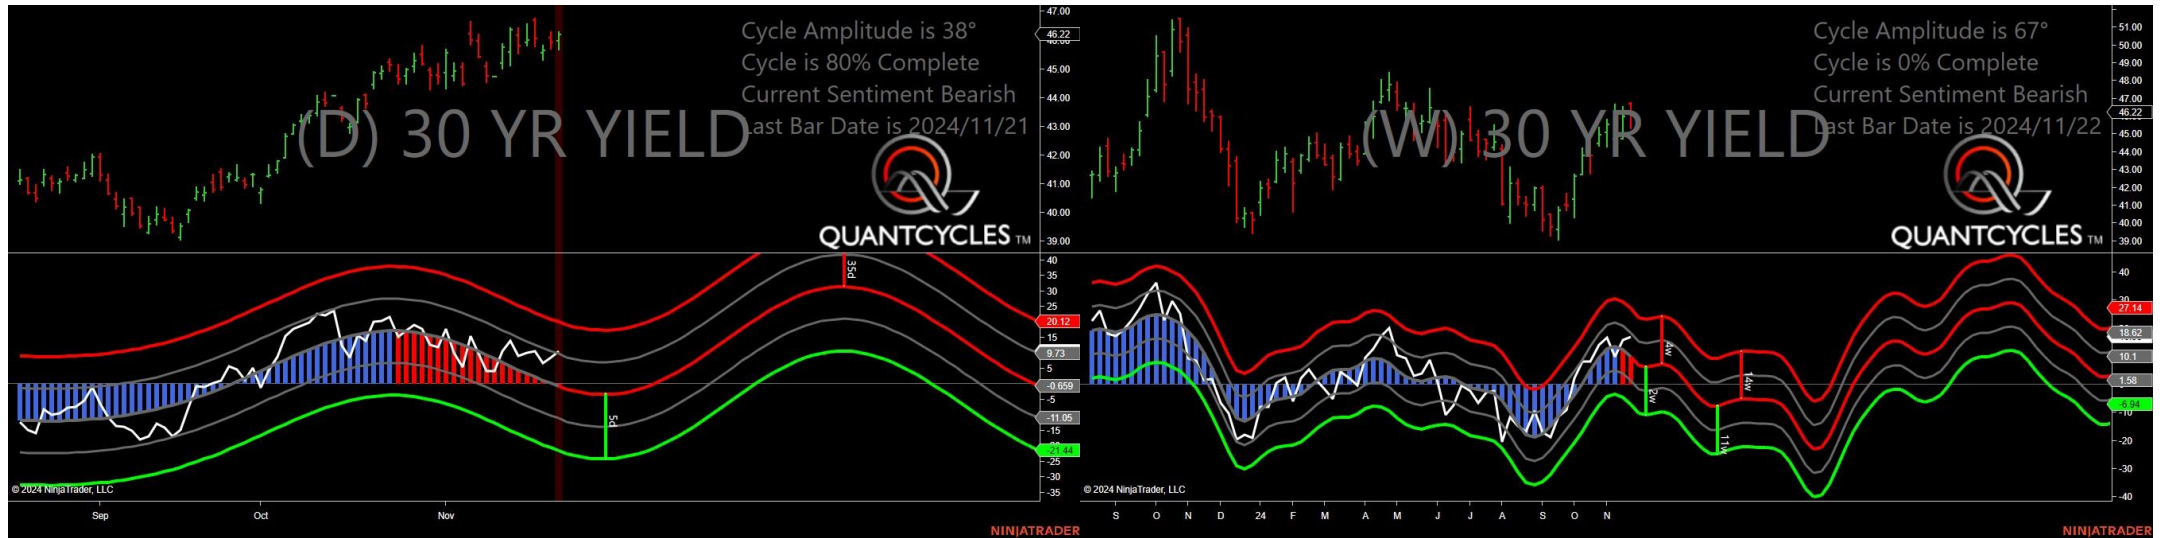 Cycle Amplitude is 38°
Cycle is 80% Complete
Current Sentiment Bearish
Last Bar Date is 2024/11/21
(D) 30 YR YIELD
QUANTCYCLES TM
47.00
46.22
45.00
44.00
43.00
42.00
41.00
40.00
39.00
40
35
30
25
20.12
15
9.73
5
-0.659
-5
-11.05
-15
-21.44
-25
-30
-35
35d
5d
© 2024 NinjaTrader, LLC
Sep Oct Nov
NINJATRADER
Cycle Amplitude is 67°
Cycle is 0% Complete
Current Sentiment Bearish
Last Bar Date is 2024/11/22
(W) 30 YR YIELD
QUANTCYCLES TM
51.00
50.00
49.00
48.00
47.00
46.22
45.00
44.00
43.00
42.00
41.00
40.00
39.00
40
30
27.14
18.62
10.1
1.58
-6.94
-10
-20
-30
-40
4w
2w
14w
11w
© 2024 NinjaTrader, LLC
S O N D 24 F M A M J J A S O N
NINJATRADER